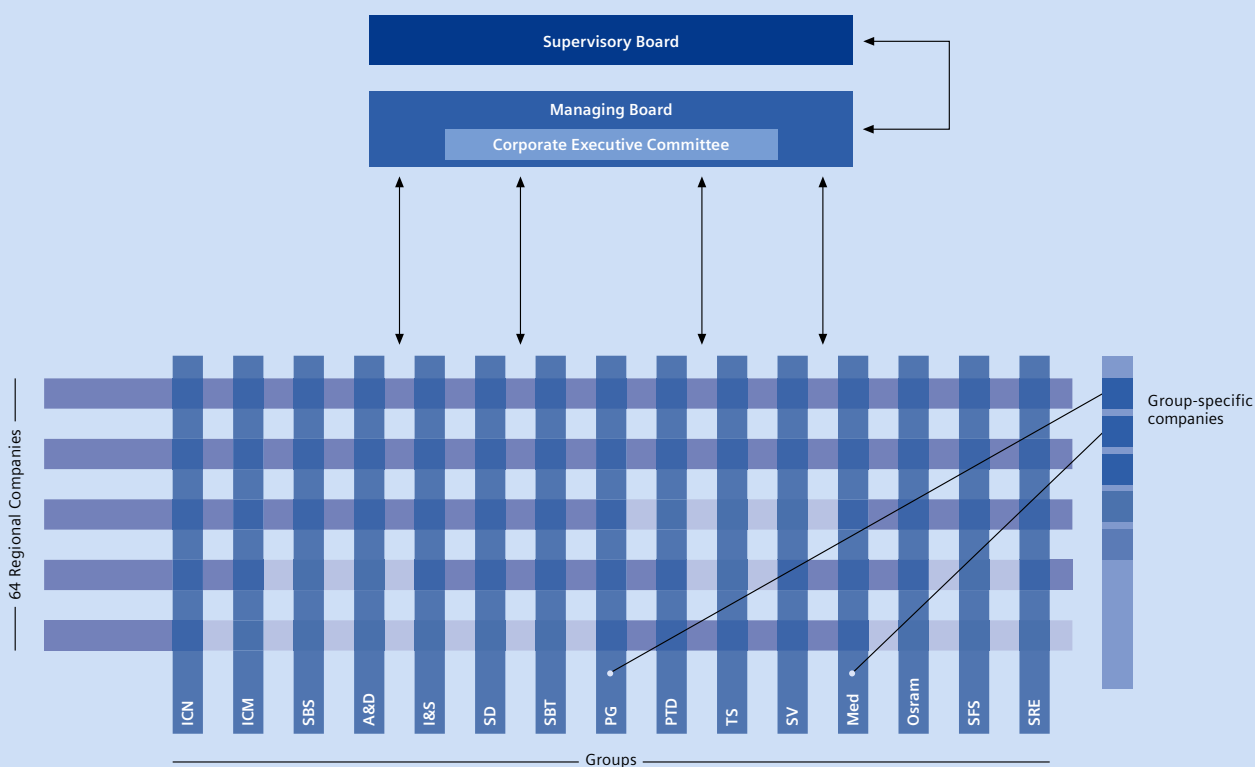 Supervisory Board
Managing Board
Corporate Executive Committee
64 Regional Companies
Group-specific
companies
ICN
ICM
SBS
A&D
I&S
SD
SBT
PG
PTD
TS
SV
Med
Osram
SFS
SRE
Groups